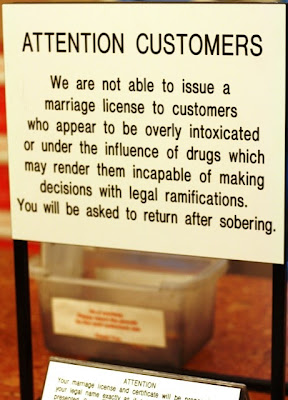 ATTENTION CUSTOMERS
We are not able to issue a
marriage license to customers
who appear to be overly intoxicated
or under the influence of drugs which
may render them incapable of making
decisions with legal ramifications.
You will be asked to return after sobering.
ATTENTION
Your marriage license and certificate will be
your legal name exactly